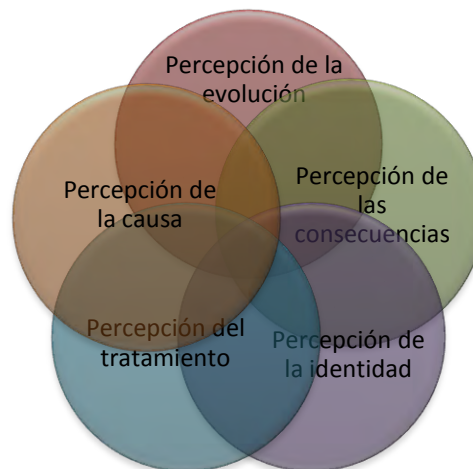 Percepción de la
evolución
Percepción de
las
consecuencias
Percepción de
la identidad
Percepción del
tratamiento
Percepción de
la causa